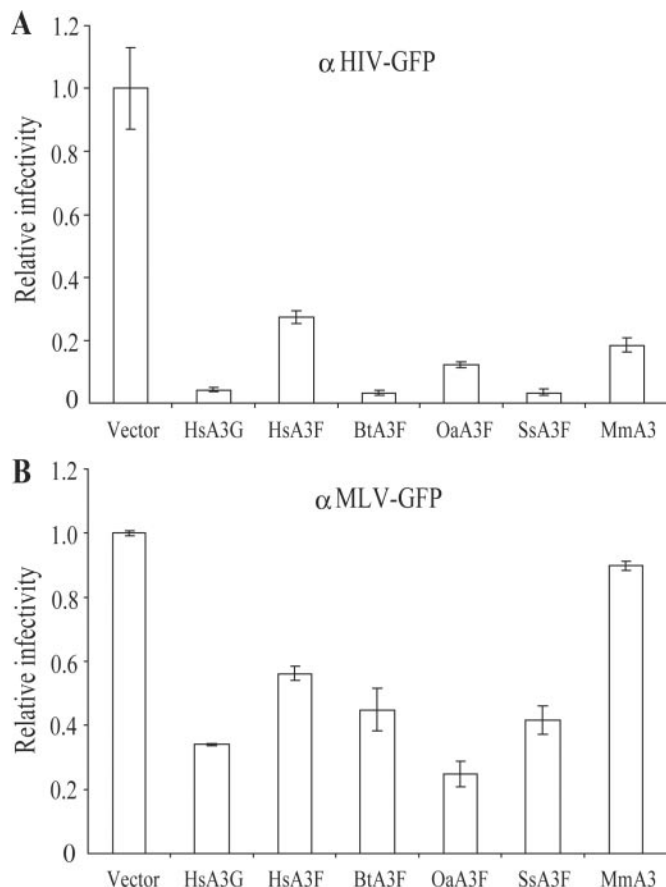 A
α HIV-GFP
Relative infectivity
1.2
1.0
0.8
0.6
0.4
0.2
0
Vector HsA3G HsA3F BtA3F OaA3F SsA3F MmA3
B
α MLV-GFP
Relative infectivity
1.2
1.0
0.8
0.6
0.4
0.2
0
Vector HsA3G HsA3F BtA3F OaA3F SsA3F MmA3